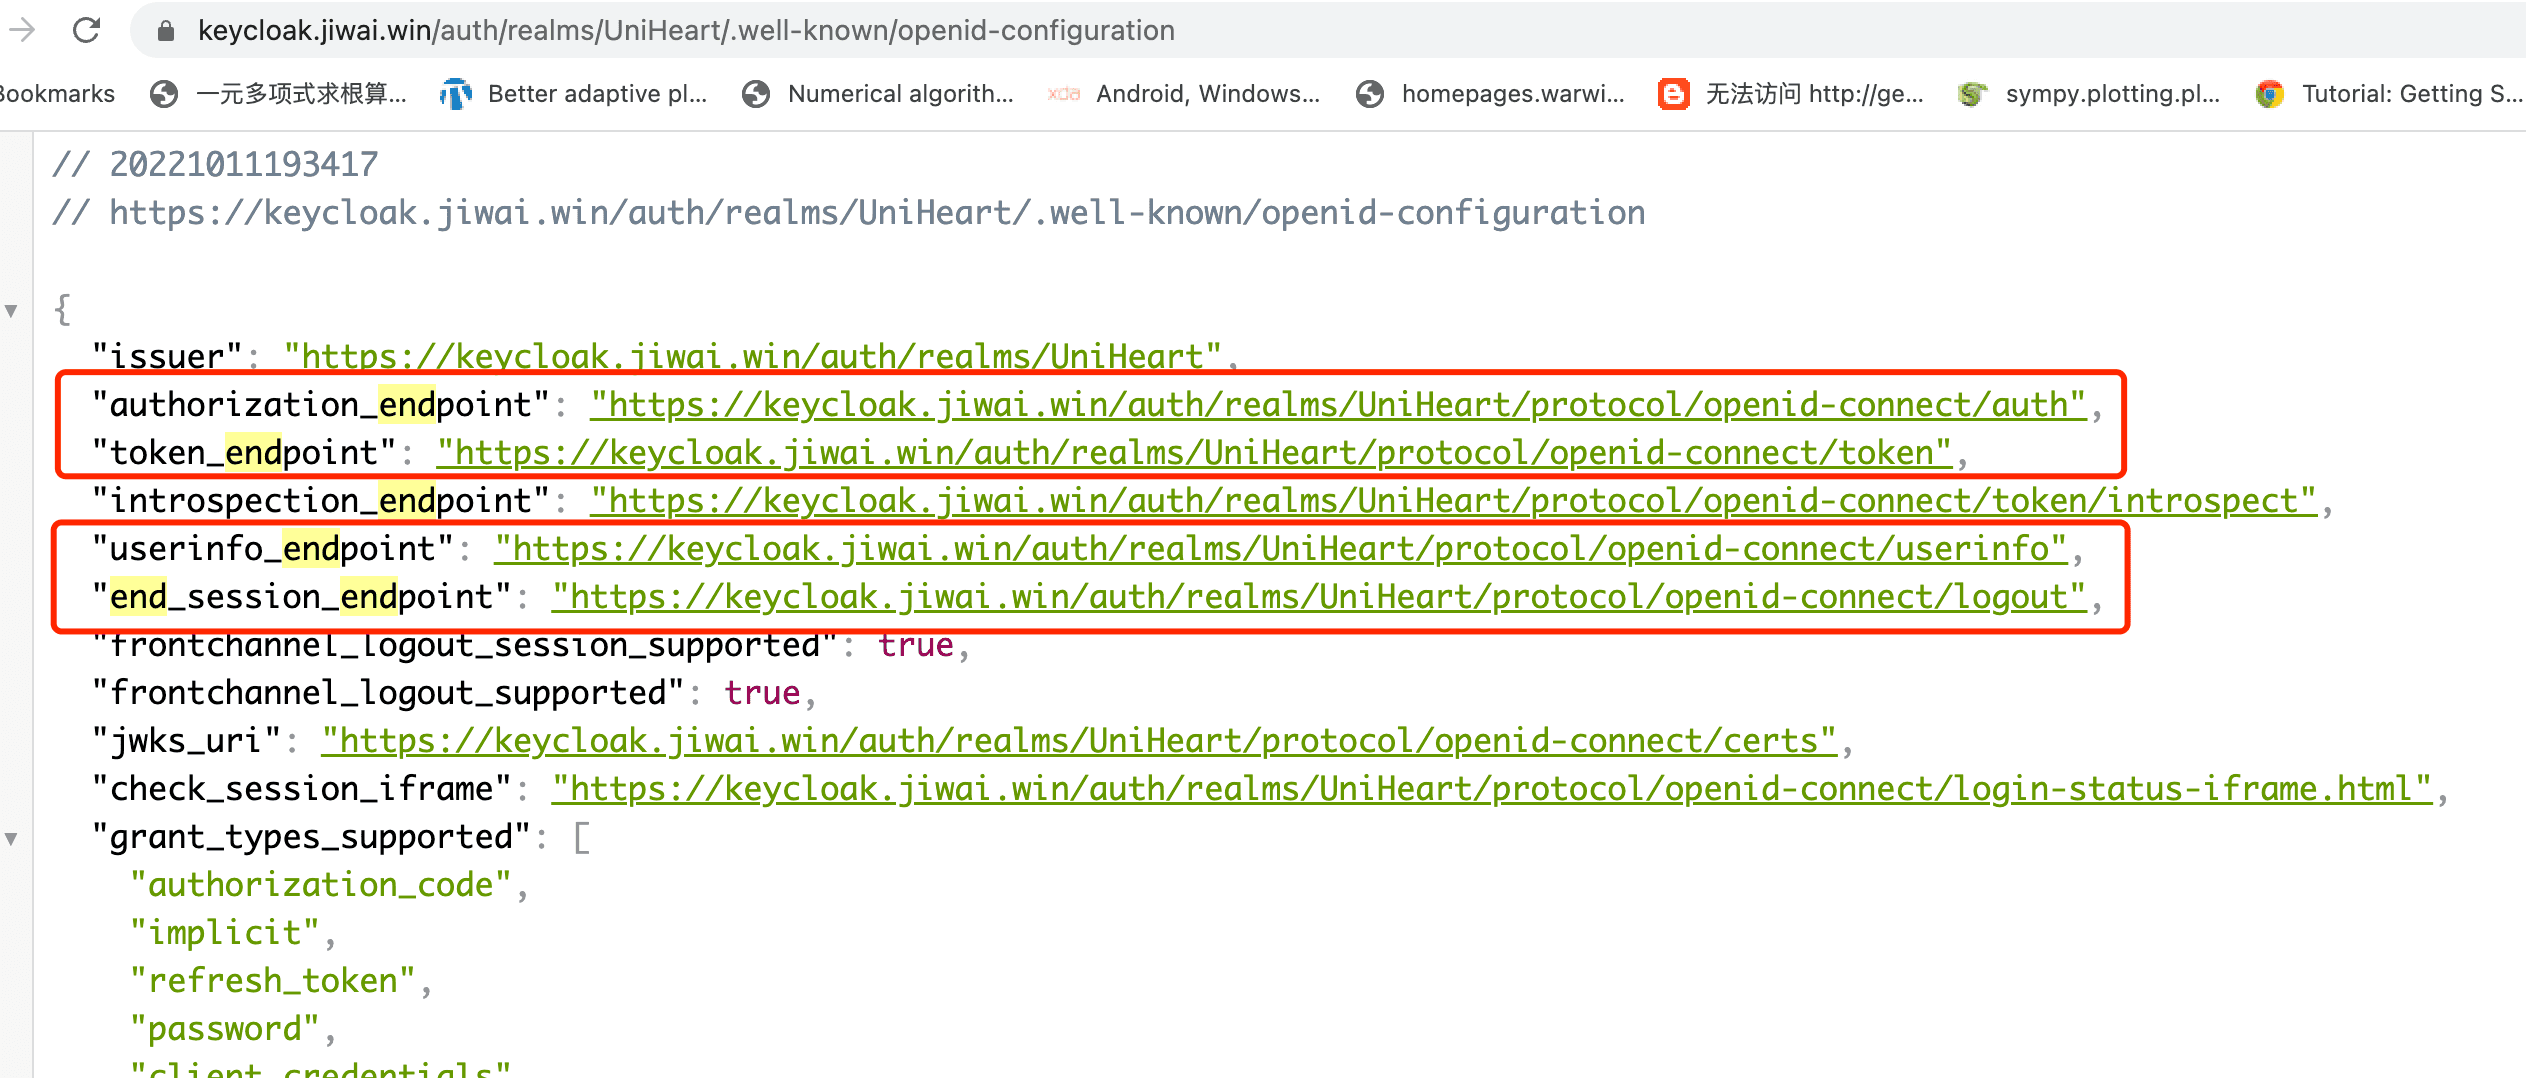 keycloak.jiwai.win/auth/realms/UniHeart/.well-known/openid-configuration
Bookmarks 一元多项式求根算... Better adaptive pl... Numerical algorith... xda Android, Windows... homepages.warwi... 无法访问 http://ge... sympy.plotting.pl... Tutorial: Getting S...
// 20221011193417
// https://keycloak.jiwai.win/auth/realms/UniHeart/.well-known/openid-configuration
{
"issuer": "https://keycloak.jiwai.win/auth/realms/UniHeart",
"authorization_endpoint": "https://keycloak.jiwai.win/auth/realms/UniHeart/protocol/openid-connect/auth",
"token_endpoint": "https://keycloak.jiwai.win/auth/realms/UniHeart/protocol/openid-connect/token",
"introspection_endpoint": "https://keycloak.jiwai.win/auth/realms/UniHeart/protocol/openid-connect/token/introspect",
"userinfo_endpoint": "https://keycloak.jiwai.win/auth/realms/UniHeart/protocol/openid-connect/userinfo",
"end_session_endpoint": "https://keycloak.jiwai.win/auth/realms/UniHeart/protocol/openid-connect/logout",
"frontchannel_logout_session_supported": true,
"frontchannel_logout_supported": true,
"jwks_uri": "https://keycloak.jiwai.win/auth/realms/UniHeart/protocol/openid-connect/certs",
"check_session_iframe": "https://keycloak.jiwai.win/auth/realms/UniHeart/protocol/openid-connect/login-status-iframe.html",
"grant_types_supported": [
"authorization_code",
"implicit",
"refresh_token",
"password",
"client_credentials"